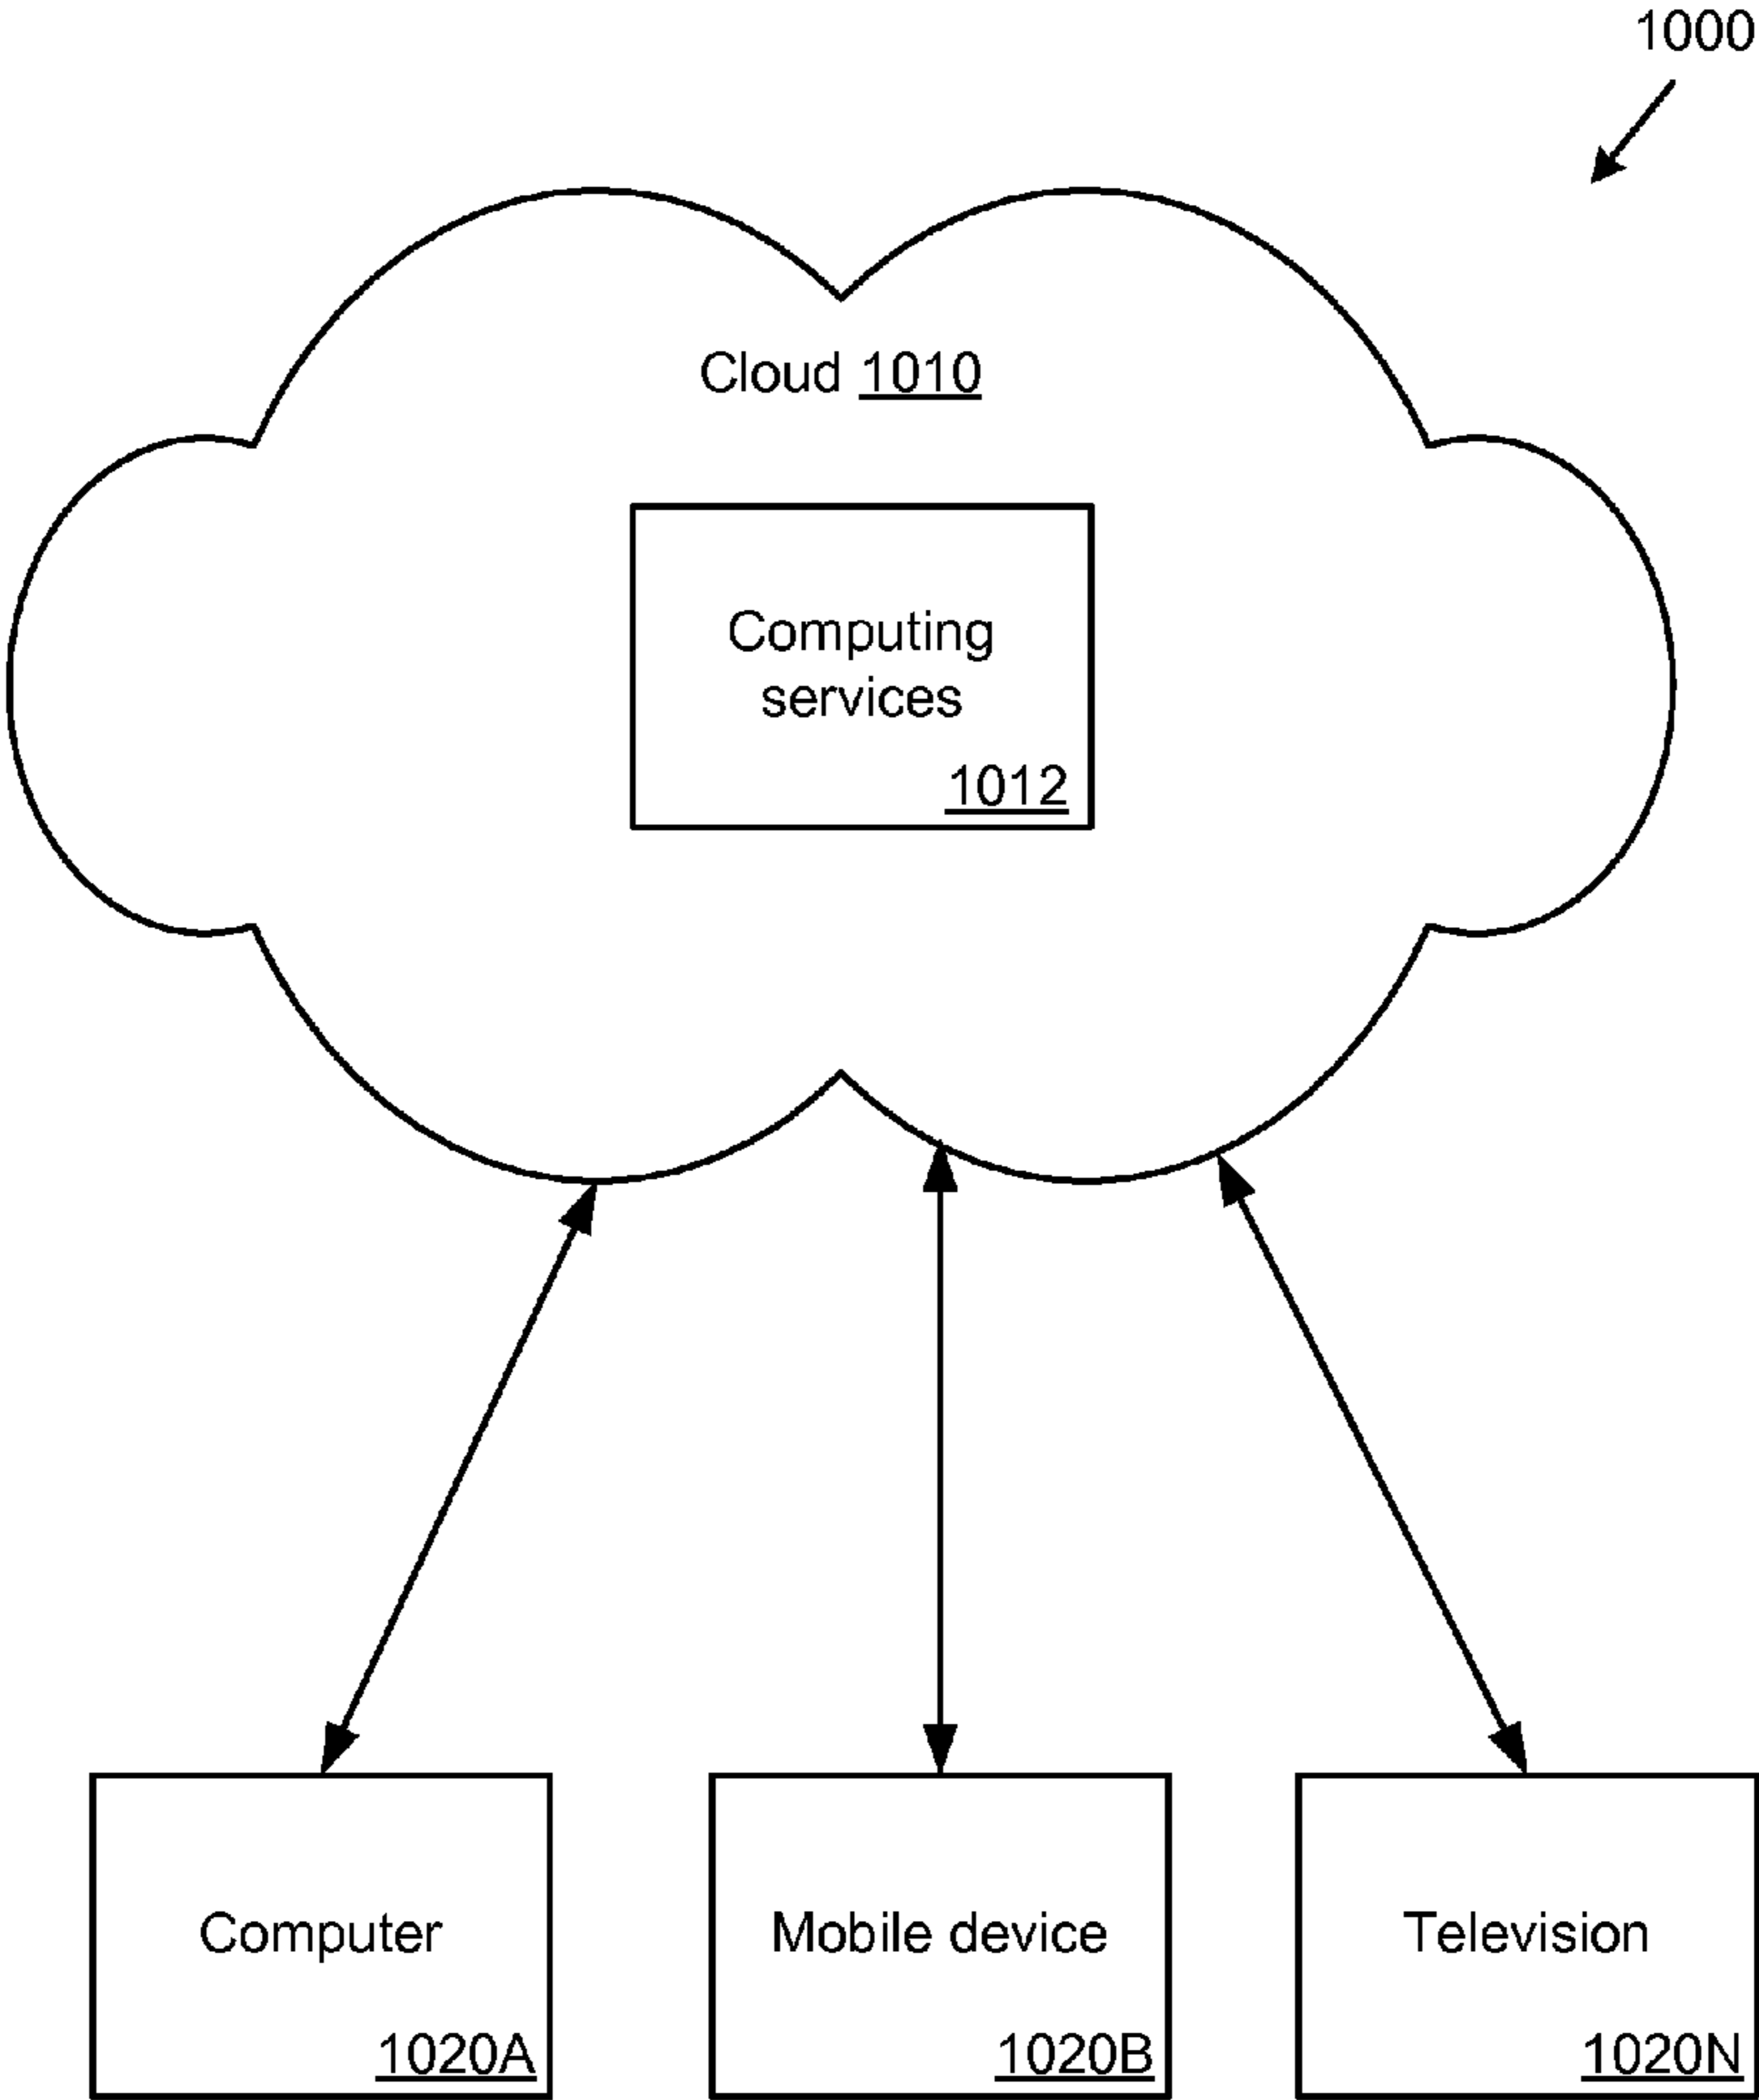 1000
Cloud 1010
Computing
services
1012
Computer
1020A
Mobile device
1020B
Television
1020N